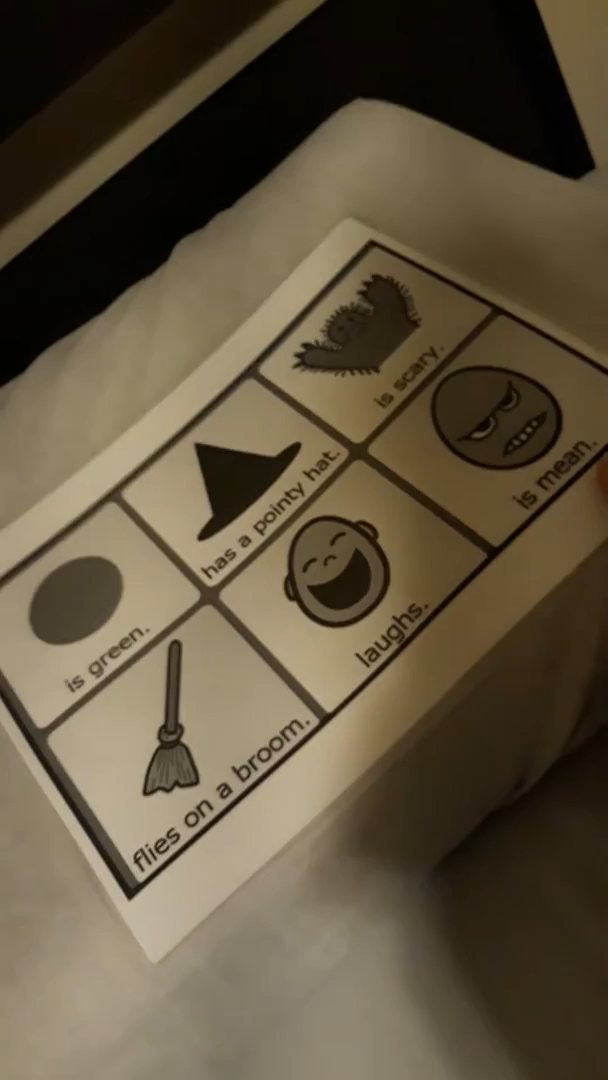 is green.
has a pointy hat.
is scary.
flies on a broom.
laughs.
is mean.